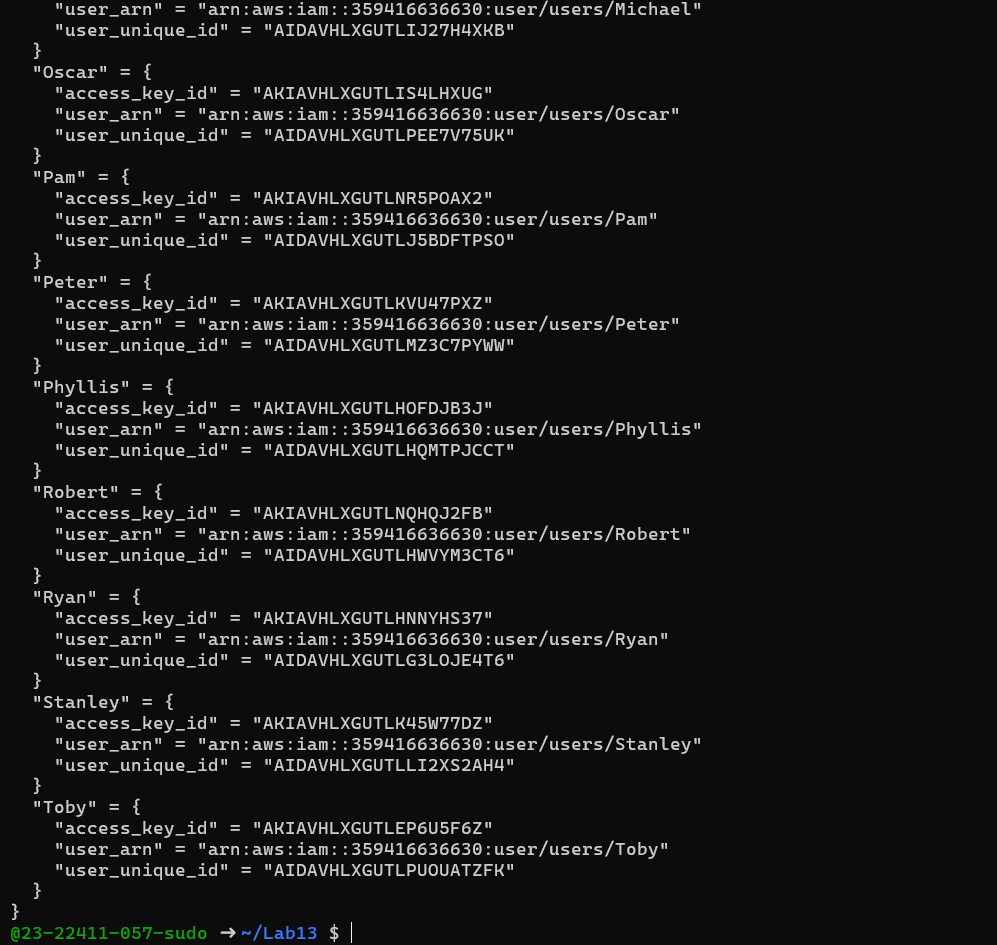 "user_arn" = "arn:aws:iam::359416636630:user/users/Michael"
    "user_unique_id" = "AIDAVHLXGUTLIJ27H4XKB"
  }
  "Oscar" = {
    "access_key_id" = "AKIAVHLXGUTLIS4LHXUG"
    "user_arn" = "arn:aws:iam::359416636630:user/users/Oscar"
    "user_unique_id" = "AIDAVHLXGUTLPEE7V75UK"
  }
  "Pam" = {
    "access_key_id" = "AKIAVHLXGUTLNR5POAX2"
    "user_arn" = "arn:aws:iam::359416636630:user/users/Pam"
    "user_unique_id" = "AIDAVHLXGUTLJ5BDFTPSO"
  }
  "Peter" = {
    "access_key_id" = "AKIAVHLXGUTLKVU47PXZ"
    "user_arn" = "arn:aws:iam::359416636630:user/users/Peter"
    "user_unique_id" = "AIDAVHLXGUTLMZ3C7PYWW"
  }
  "Phyllis" = {
    "access_key_id" = "AKIAVHLXGUTLHOFDJB3J"
    "user_arn" = "arn:aws:iam::359416636630:user/users/Phyllis"
    "user_unique_id" = "AIDAVHLXGUTLHQMTPJCCT"
  }
  "Robert" = {
    "access_key_id" = "AKIAVHLXGUTLNQHQJ2FB"
    "user_arn" = "arn:aws:iam::359416636630:user/users/Robert"
    "user_unique_id" = "AIDAVHLXGUTLHWVYM3CT6"
  }
  "Ryan" = {
    "access_key_id" = "AKIAVHLXGUTLHNNYHS37"
    "user_arn" = "arn:aws:iam::359416636630:user/users/Ryan"
    "user_unique_id" = "AIDAVHLXGUTLG3LOJE4T6"
  }
  "Stanley" = {
    "access_key_id" = "AKIAVHLXGUTLK45W77DZ"
    "user_arn" = "arn:aws:iam::359416636630:user/users/Stanley"
    "user_unique_id" = "AIDAVHLXGUTLLI2XS2AH4"
  }
  "Toby" = {
    "access_key_id" = "AKIAVHLXGUTLEP6U5F6Z"
    "user_arn" = "arn:aws:iam::359416636630:user/users/Toby"
    "user_unique_id" = "AIDAVHLXGUTLPUOUATZFK"
  }
}
@23-22411-057-sudo ➜ ~/Lab13 $